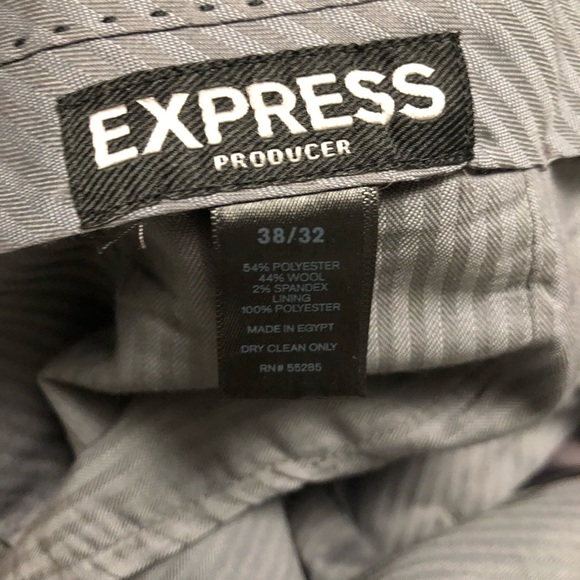 EXPRESS
PRODUCER
38/32
54% POLYESTER
44% WOOL
2% SPANDEX
LINING
100% POLYESTER
MADE IN EGYPT
DRY CLEAN ONLY
RN# 55285